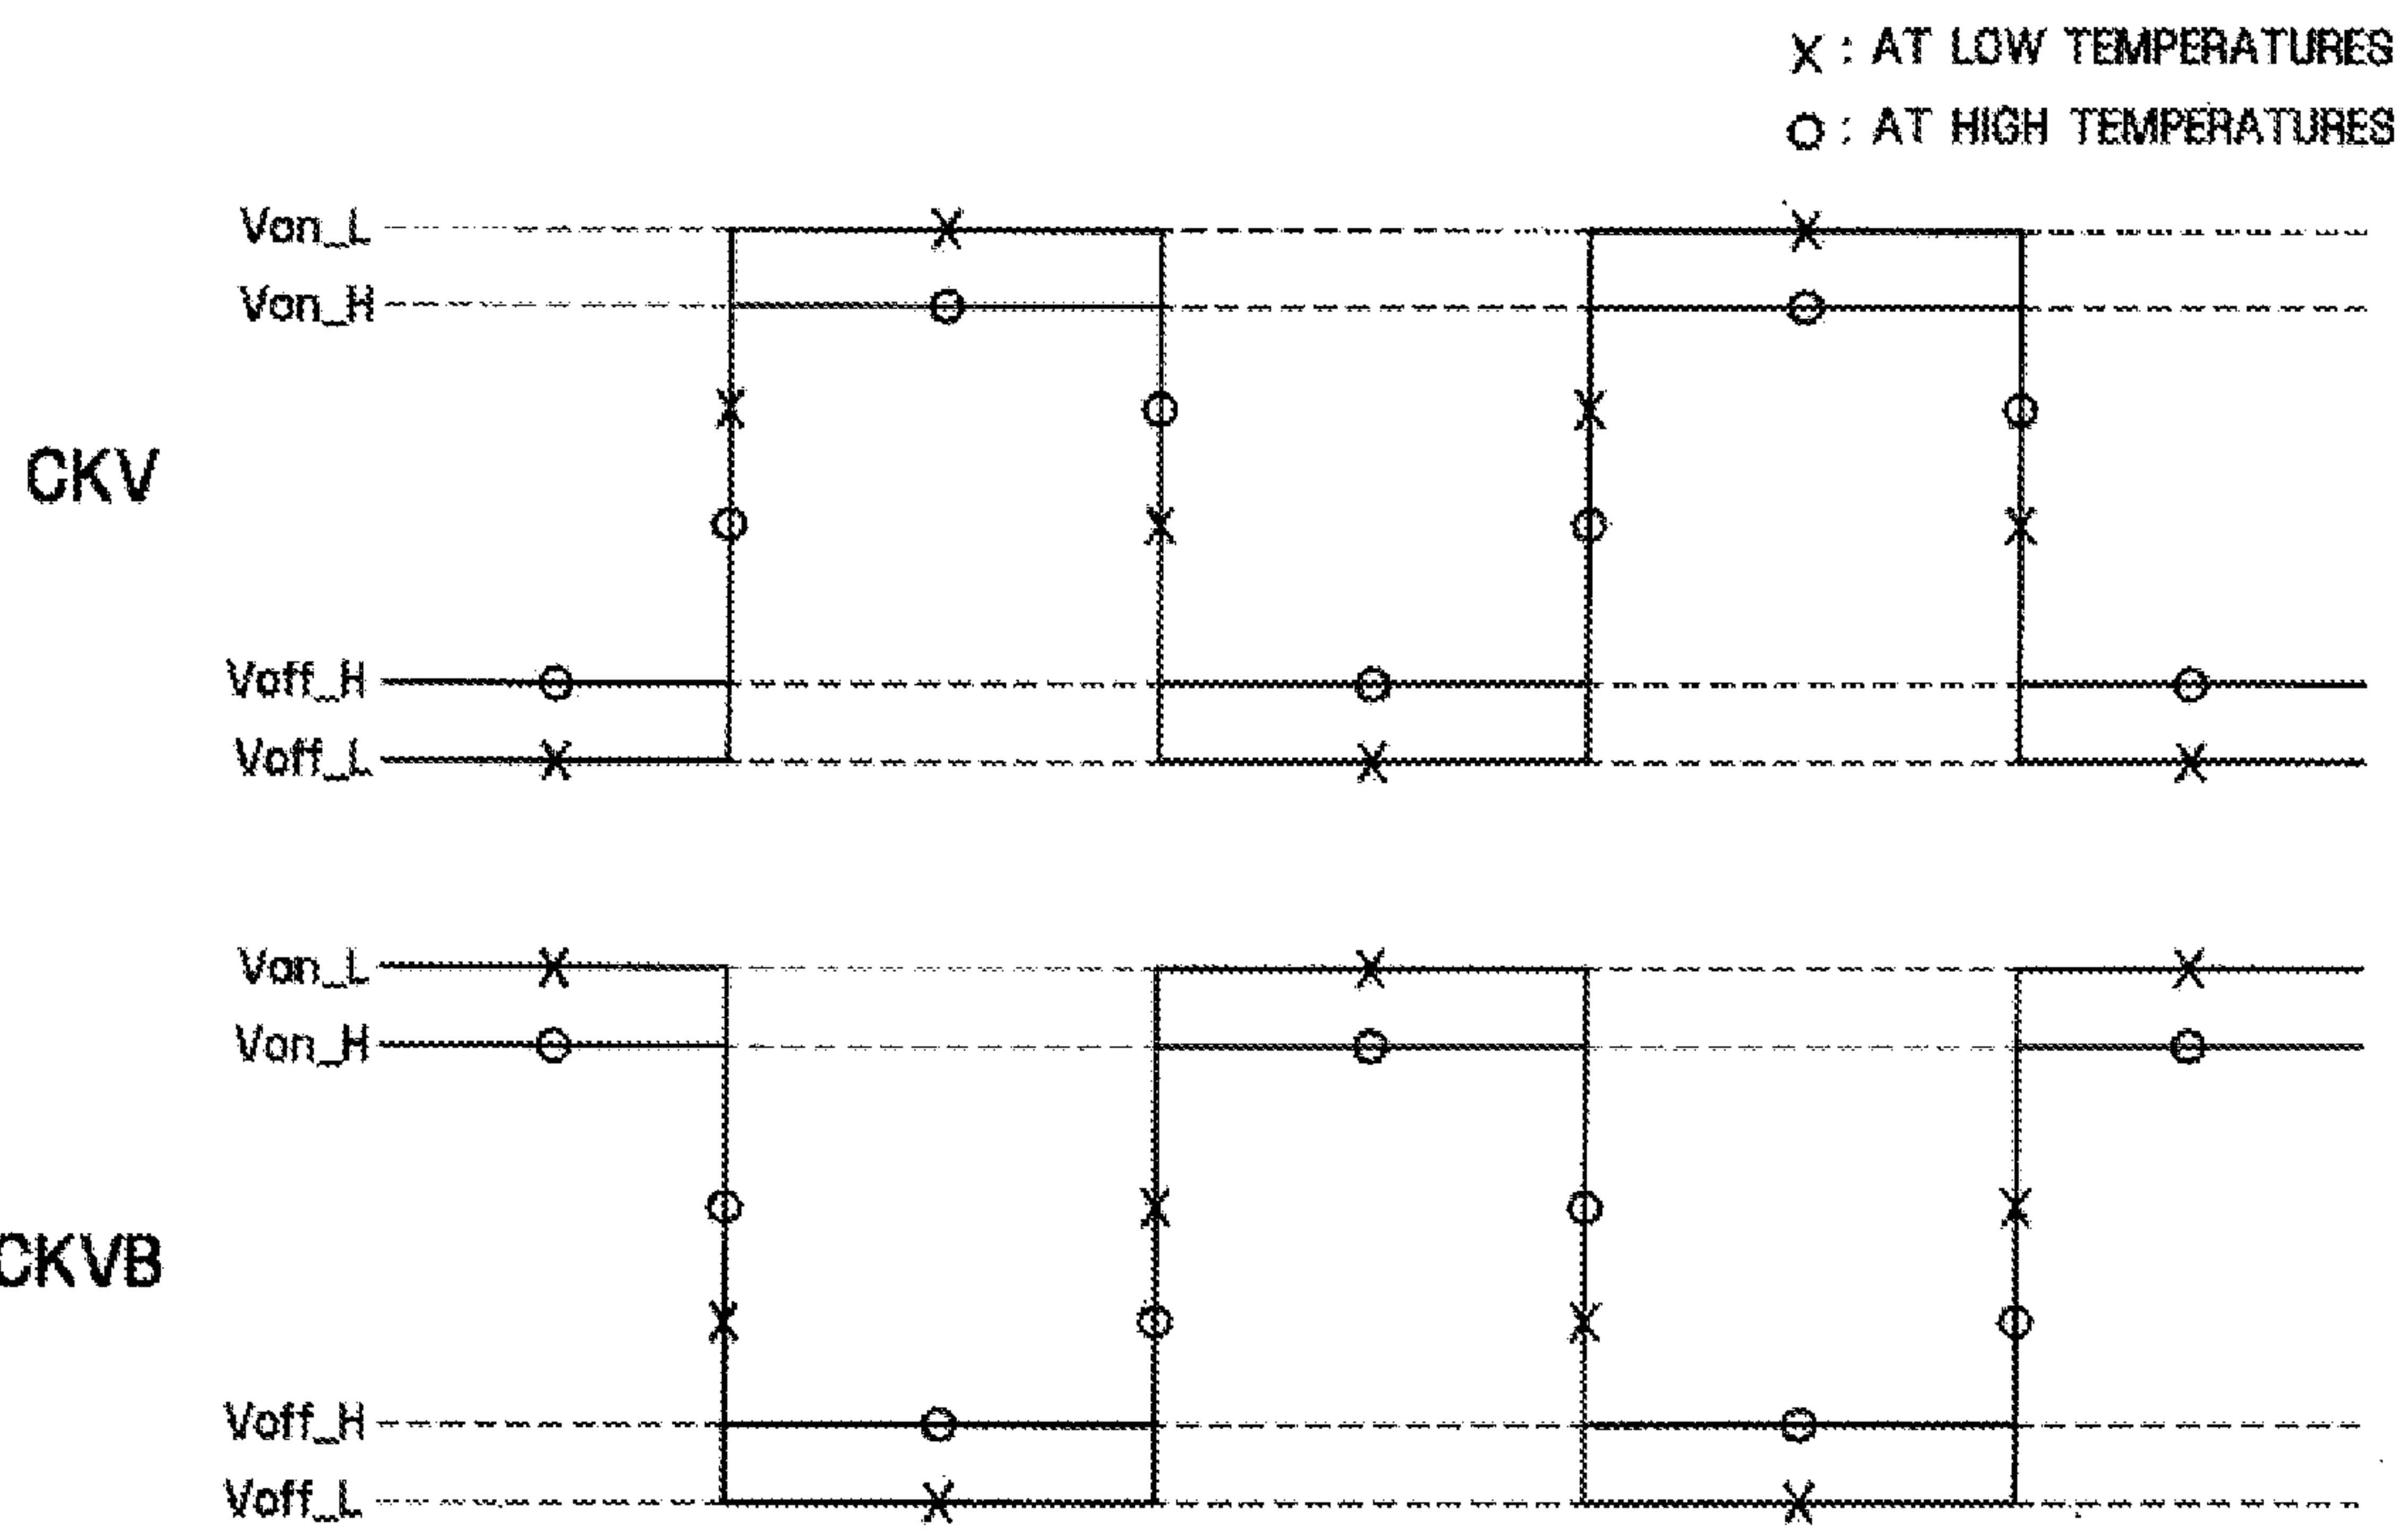 X : AT LOW TEMPERATURES
O : AT HIGH TEMPERATURES
Von_L
Von_H
CKV
Voff_H
Voff_L
Von_L
Von_H
CKVB
Voff_H
Voff_L